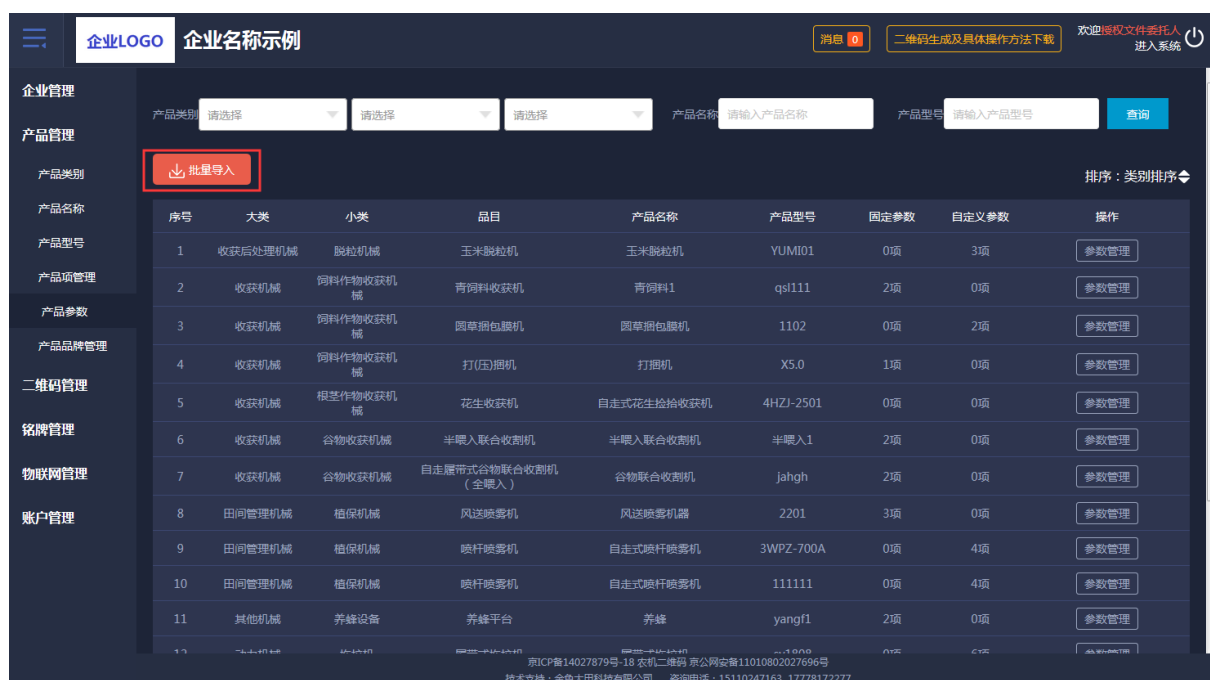 企业LOGO 企业名称示例 消息 0 二维码生成及具体操作方法下载 欢迎授权文件委托人
进入系统
企业管理
产品管理
产品类别
产品名称
产品型号
产品项管理
产品参数
产品品牌管理
二维码管理
铭牌管理
物联网管理
账户管理
产品类别 请选择 请选择 请选择 产品名称 请输入产品名称 产品型号 请输入产品型号 查询
批量导入
排序：类别排序
序号 大类 小类 品目 产品名称 产品型号 固定参数 自定义参数 操作
1 收获后处理机械 脱粒机械 玉米脱粒机 玉米脱粒机 YUMI01 0项 3项 参数管理
2 收获机械 饲料作物收获机械 青饲料收获机 青饲料1 qsl111 2项 0项 参数管理
3 收获机械 饲料作物收获机械 圆草捆包膜机 圆草捆包膜机 1102 0项 2项 参数管理
4 收获机械 饲料作物收获机械 打(压)捆机 打捆机 X5.0 1项 0项 参数管理
5 收获机械 根茎作物收获机械 花生收获机 自走式花生捡拾收获机 4HZJ-2501 0项 0项 参数管理
6 收获机械 谷物收获机械 半喂入联合收割机 半喂入联合收割机 半喂入1 2项 0项 参数管理
7 收获机械 谷物收获机械 自走履带式谷物联合收割机（全喂入） 谷物联合收割机 jahgh 2项 0项 参数管理
8 田间管理机械 植保机械 风送喷雾机 风送喷雾机器 2201 3项 0项 参数管理
9 田间管理机械 植保机械 喷杆喷雾机 自走式喷杆喷雾机 3WPZ-700A 0项 4项 参数管理
10 田间管理机械 植保机械 喷杆喷雾机 自走式喷杆喷雾机 111111 0项 4项 参数管理
11 其他机械 养蜂设备 养蜂平台 养蜂 yangf1 2项 0项 参数管理
京ICP备14027879号-18 农机二维码 京公网安备11010802027696号
技术支持：金色大田科技有限公司 咨询电话：15110247163 17778172277